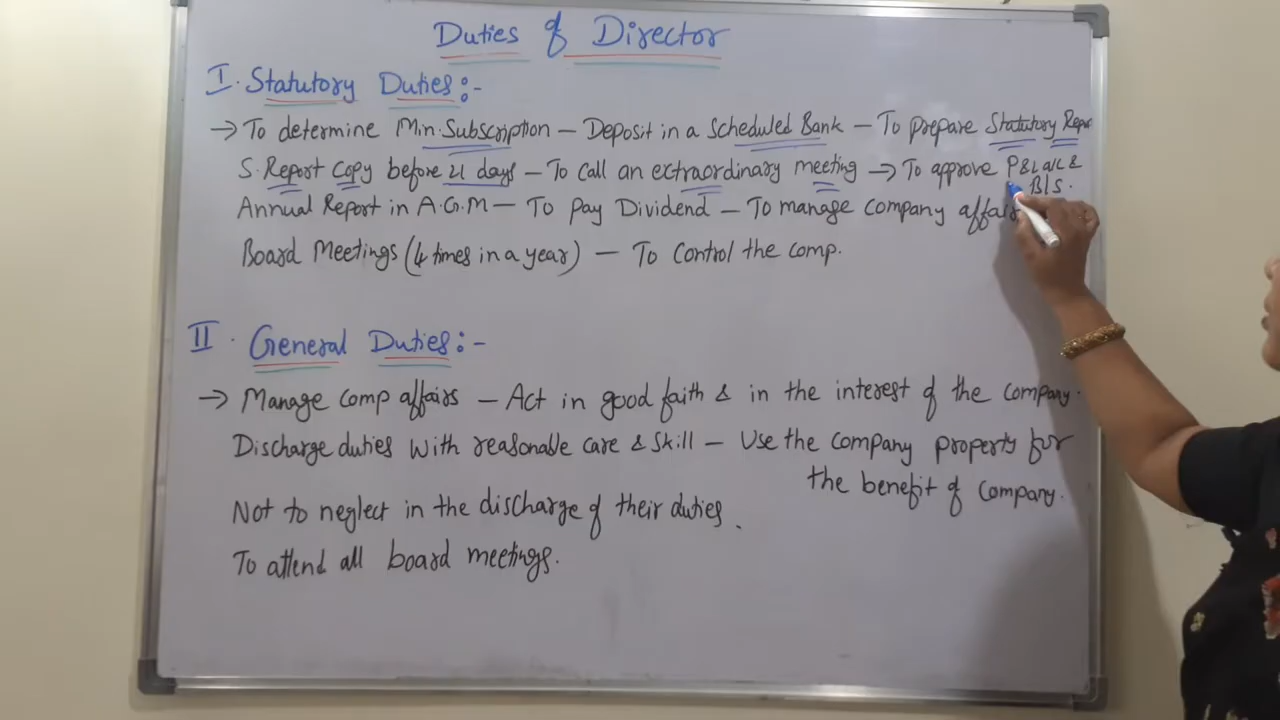 Duties of Director
I. Statutory Duties:-
→ To determine Min. Subscription – Deposit in a Scheduled Bank – To prepare Statutory Repor
S. Report Copy before 21 days – To Call an extraordinary meeting → To approve P & L a/c &
B/S.
Annual Report in A.G.M – To Pay Dividend – To manage company affair
Board Meetings (4 times in a year) – To Control the comp.
II. General Duties:-
→ Manage Comp affairs – Act in good faith & in the interest of the company.
Discharge duties with reasonable care & Skill – Use the company property for
the benefit of company.
Not to neglect in the discharge of their duties.
To attend all board meetings.